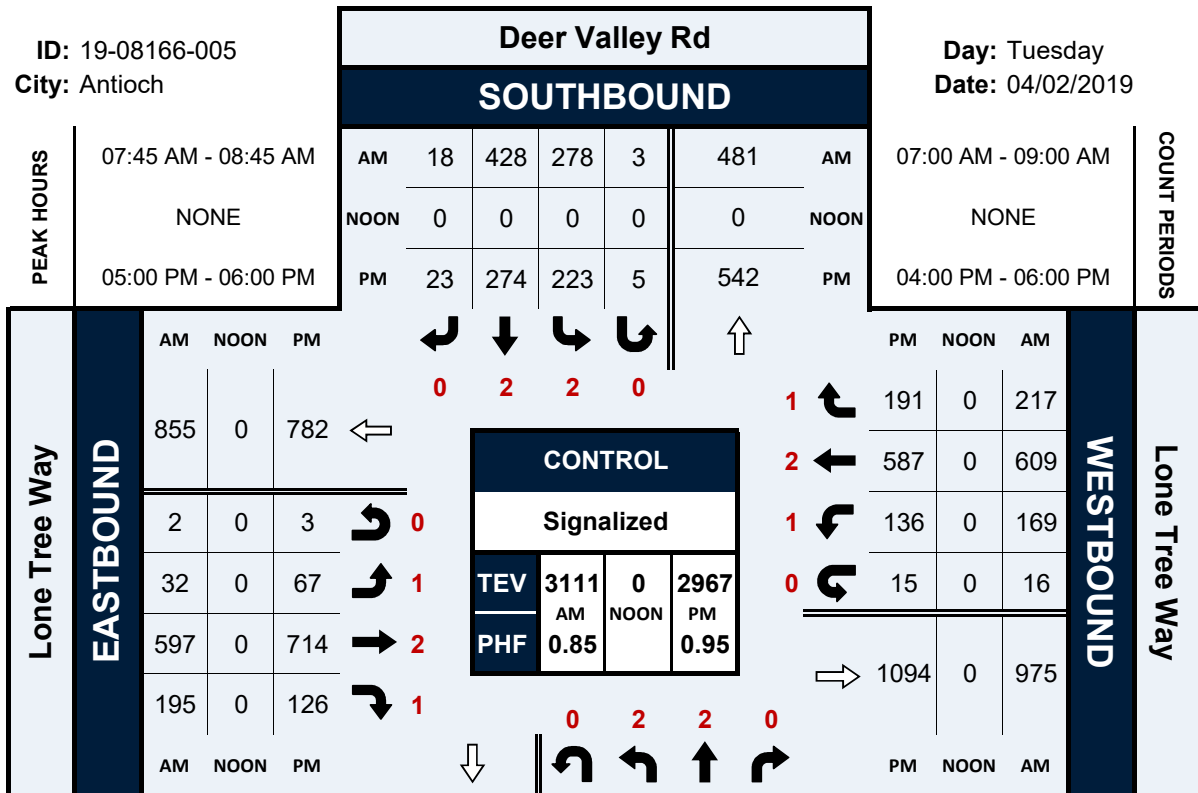 Deer Valley Rd
ID: 19-08166-005
City: Antioch
Day: Tuesday
Date: 04/02/2019
SOUTHBOUND
PEAK HOURS
07:45 AM - 08:45 AM
NONE
05:00 PM - 06:00 PM
AM 18 428 278 3 481 AM
NOON 0 0 0 0 0 NOON
PM 23 274 223 5 542 PM
07:00 AM - 09:00 AM
NONE
04:00 PM - 06:00 PM
COUNT PERIODS
0 2 2 0
Lone Tree Way
EASTBOUND
AM NOON PM
855 0 782
2 0 3 0
32 0 67 1
597 0 714 2
195 0 126 1
AM NOON PM
CONTROL
Signalized
TEV 3111 0 2967
AM NOON PM
PHF 0.85 0.95
PM NOON AM
1 191 0 217
2 587 0 609
1 136 0 169
0 15 0 16
1094 0 975
PM NOON AM
WESTBOUND
Lone Tree Way
0 2 2 0